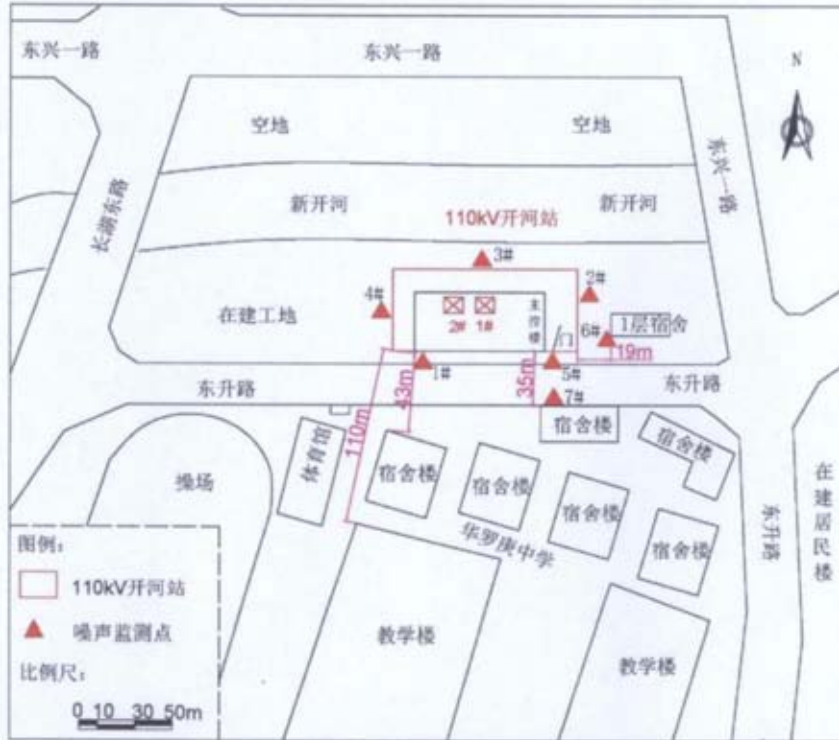 东兴一路
东兴一路
N
空地
空地
东兴一路
长湖东路
新开河
新开河
110kV开河站
3#
4#
2#
在建工地
2#
1#
主控楼
门
6#
1层宿舍
19m
东升路
1#
43m
35m
5#
东升路
7#
110m
宿舍楼
体育馆
宿舍楼
宿舍楼
宿舍楼
操场
宿舍楼
宿舍楼
华罗庚中学
东升路
在建居民楼
图例：
110kV开河站
噪声监测点
比例尺：
0 10 30 50m
教学楼
教学楼